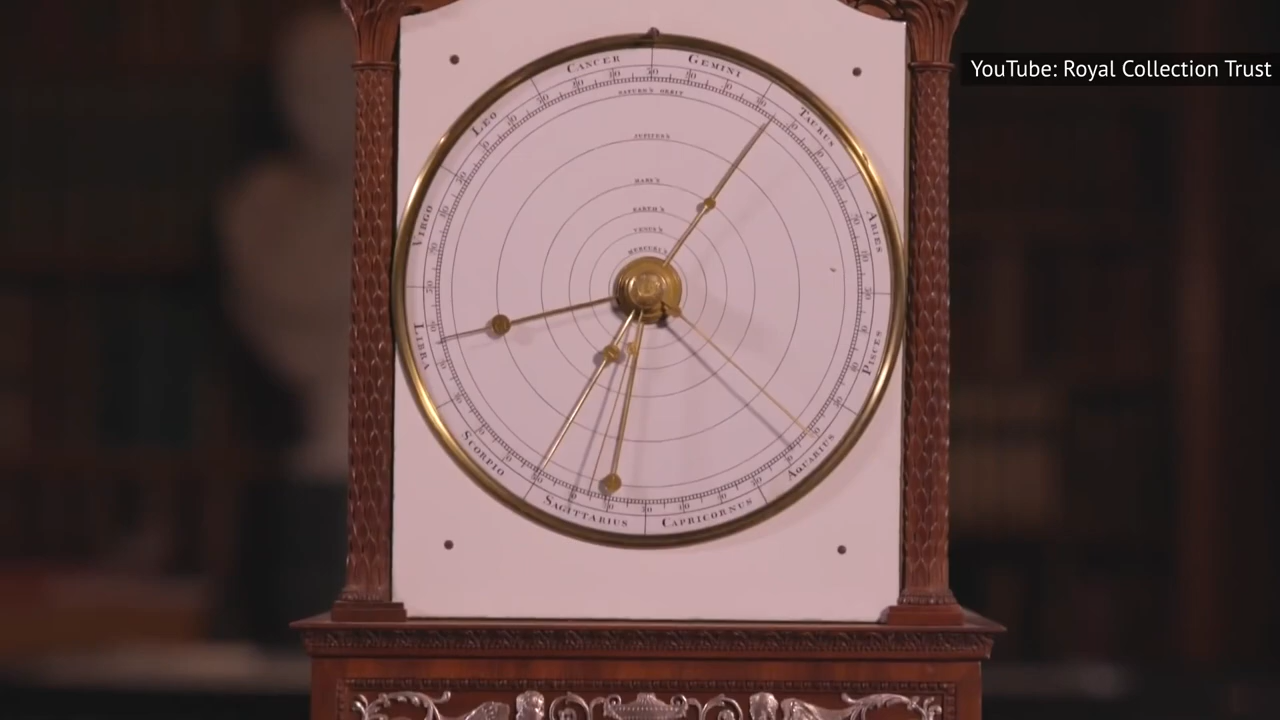 YouTube: Royal Collection Trust
CANCER
GEMINI
TAURUS
ARIES
PISCES
AQUARIUS
CAPRICORNUS
SAGITTARIUS
SCORPIO
LIBRA
VIRGO
LEO
SATURN'S ORBIT
JUPITER'S
MARS'S
EARTH'S
VENUS'S
MERCURY'S